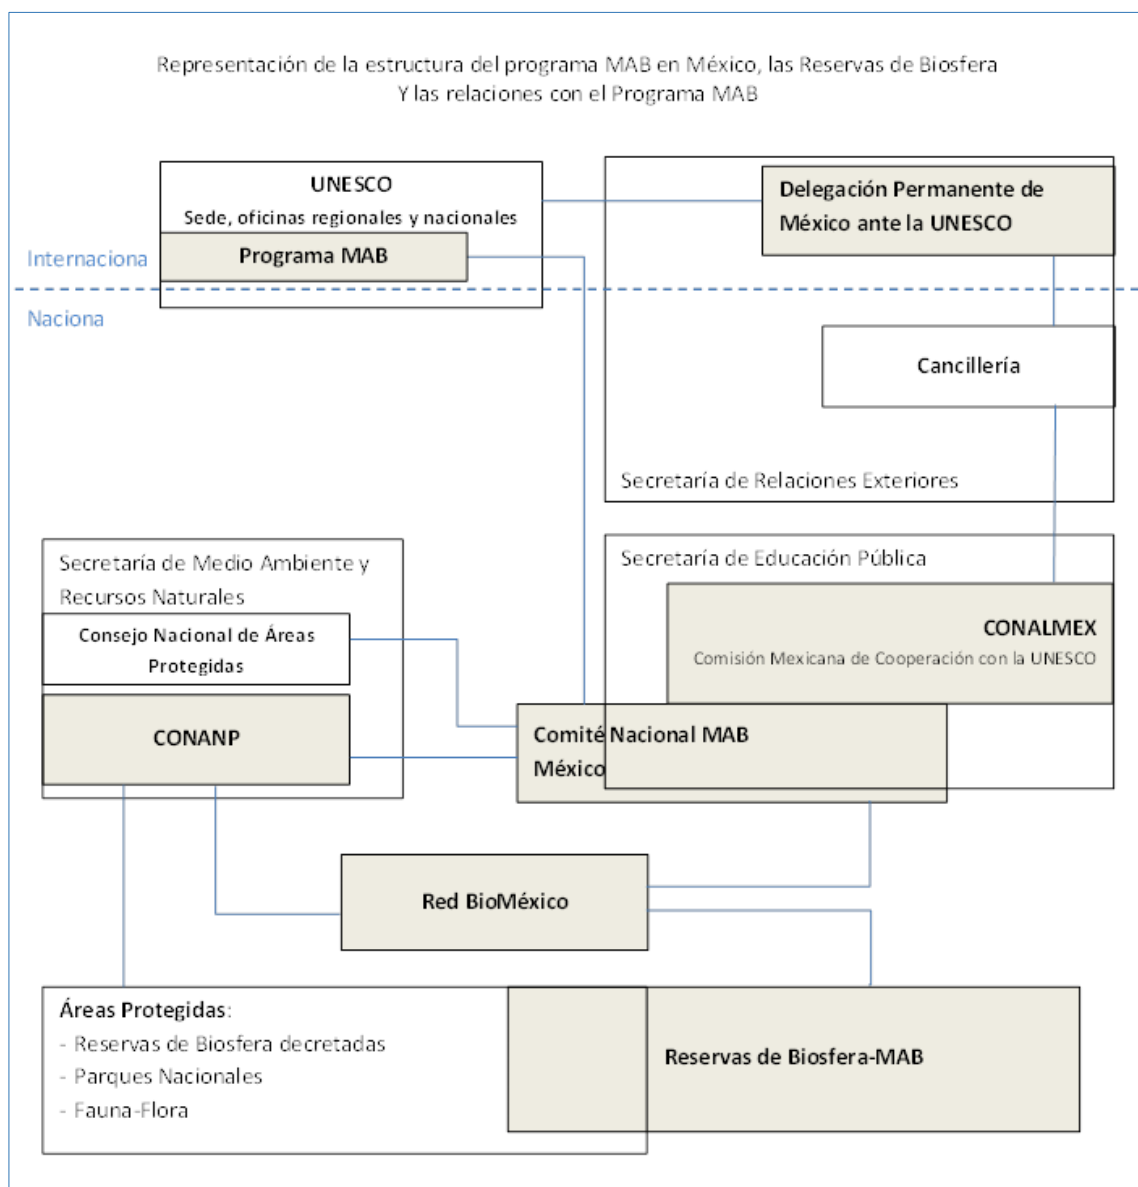 Representación de la estructura del programa MAB en México, las Reservas de Biosfera
Y las relaciones con el Programa MAB
UNESCO
Sede, oficinas regionales y nacionales
Programa MAB
Delegación Permanente de
México ante la UNESCO
Internaciona
Naciona
Cancillería
Secretaría de Relaciones Exteriores
Secretaría de Medio Ambiente y
Recursos Naturales
Consejo Nacional de Áreas
Protegidas
CONANP
Secretaría de Educación Pública
CONALMEX
Comisión Mexicana de Cooperación con la UNESCO
Comité Nacional MAB
México
Red BioMéxico
Áreas Protegidas:
- Reservas de Biosfera decretadas
- Parques Nacionales
- Fauna-Flora
Reservas de Biosfera-MAB